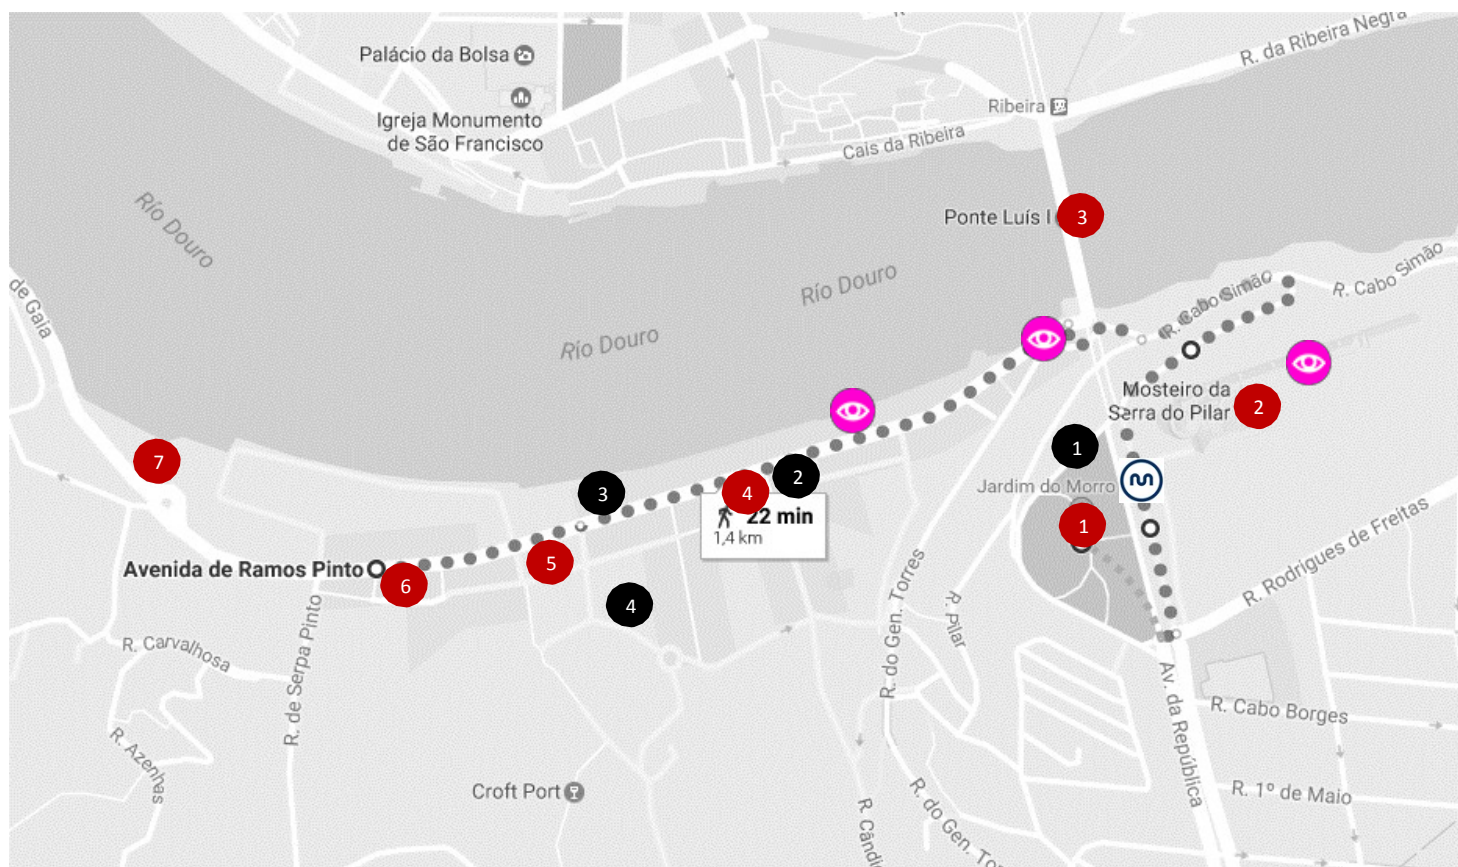 R. da Ribeira Negra
Palácio da Bolsa
Ribeira
Igreja Monumento
de São Francisco
Cais da Ribeira
Río Douro
Ponte Luís I
3
Río Douro
Río Douro
R. Cabo Simão
R. Cabo Simão
de Gaia
Mosteiro da
Serra do Pilar
2
1
7
3
2
4
Jardim do Morro
1
22 min
1,4 km
Avenida de Ramos Pinto
5
6
4
R. Rodrigues de Freitas
R. do Gen. Torres
R. Pilar
R. Carvalhosa
R. de Serpa Pinto
Av. da República
R. Cabo Borges
R. Azenhas
Croft Port
R. 1º de Maio
R. do Gen. Tor
R. Cândi